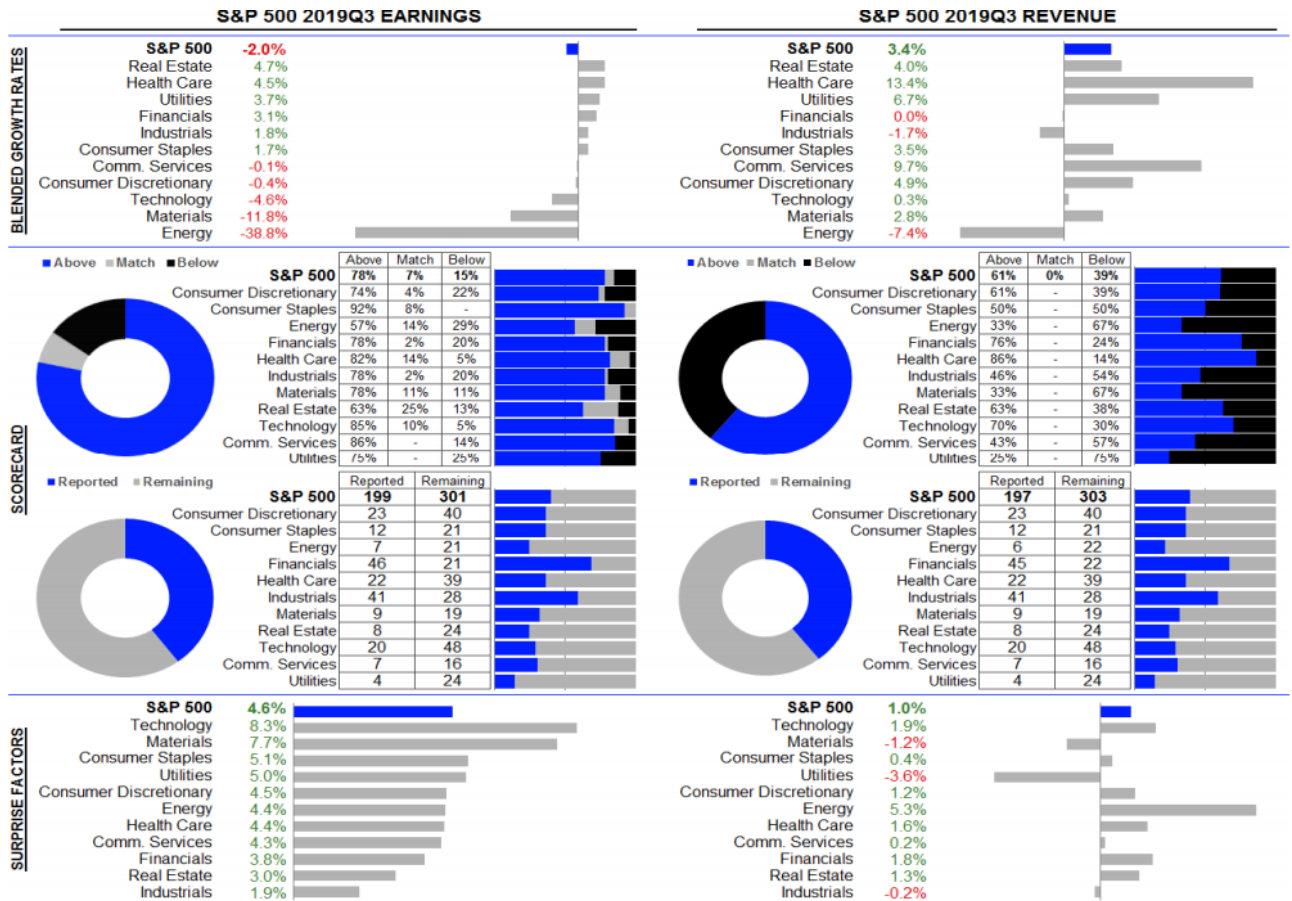 S&P 500 2019Q3 EARNINGS
BLENDED GROWTH RATES
S&P 500 -2.0%
Real Estate 4.7%
Health Care 4.5%
Utilities 3.7%
Financials 3.1%
Industrials 1.8%
Consumer Staples 1.7%
Comm. Services -0.1%
Consumer Discretionary -0.4%
Technology -4.6%
Materials -11.8%
Energy -38.8%
S&P 500 2019Q3 REVENUE
S&P 500 3.4%
Real Estate 4.0%
Health Care 13.4%
Utilities 6.7%
Financials 0.0%
Industrials -1.7%
Consumer Staples 3.5%
Comm. Services 9.7%
Consumer Discretionary 4.9%
Technology 0.3%
Materials 2.8%
Energy -7.4%
SCORECARD
Above Match Below
Above Match Below
S&P 500 78% 7% 15%
Consumer Discretionary 74% 4% 22%
Consumer Staples 92% 8% -
Energy 57% 14% 29%
Financials 78% 2% 20%
Health Care 82% 14% 5%
Industrials 78% 2% 20%
Materials 78% 11% 11%
Real Estate 63% 25% 13%
Technology 85% 10% 5%
Comm. Services 86% - 14%
Utilities 75% - 25%
Above Match Below
Above Match Below
S&P 500 61% 0% 39%
Consumer Discretionary 61% - 39%
Consumer Staples 50% - 50%
Energy 33% - 67%
Financials 76% - 24%
Health Care 86% - 14%
Industrials 46% - 54%
Materials 33% - 67%
Real Estate 63% - 38%
Technology 70% - 30%
Comm. Services 43% - 57%
Utilities 25% - 75%
Reported Remaining
Reported Remaining
S&P 500 199 301
Consumer Discretionary 23 40
Consumer Staples 12 21
Energy 7 21
Financials 46 21
Health Care 22 39
Industrials 41 28
Materials 9 19
Real Estate 8 24
Technology 20 48
Comm. Services 7 16
Utilities 4 24
Reported Remaining
Reported Remaining
S&P 500 197 303
Consumer Discretionary 23 40
Consumer Staples 12 21
Energy 6 22
Financials 45 22
Health Care 22 39
Industrials 41 28
Materials 9 19
Real Estate 8 24
Technology 20 48
Comm. Services 7 16
Utilities 4 24
SURPRISE FACTORS
S&P 500 4.6%
Technology 8.3%
Materials 7.7%
Consumer Staples 5.1%
Utilities 5.0%
Consumer Discretionary 4.5%
Energy 4.4%
Health Care 4.4%
Comm. Services 4.3%
Financials 3.8%
Real Estate 3.0%
Industrials 1.9%
S&P 500 1.0%
Technology 1.9%
Materials -1.2%
Consumer Staples 0.4%
Utilities -3.6%
Consumer Discretionary 1.2%
Energy 5.3%
Health Care 1.6%
Comm. Services 0.2%
Financials 1.8%
Real Estate 1.3%
Industrials -0.2%